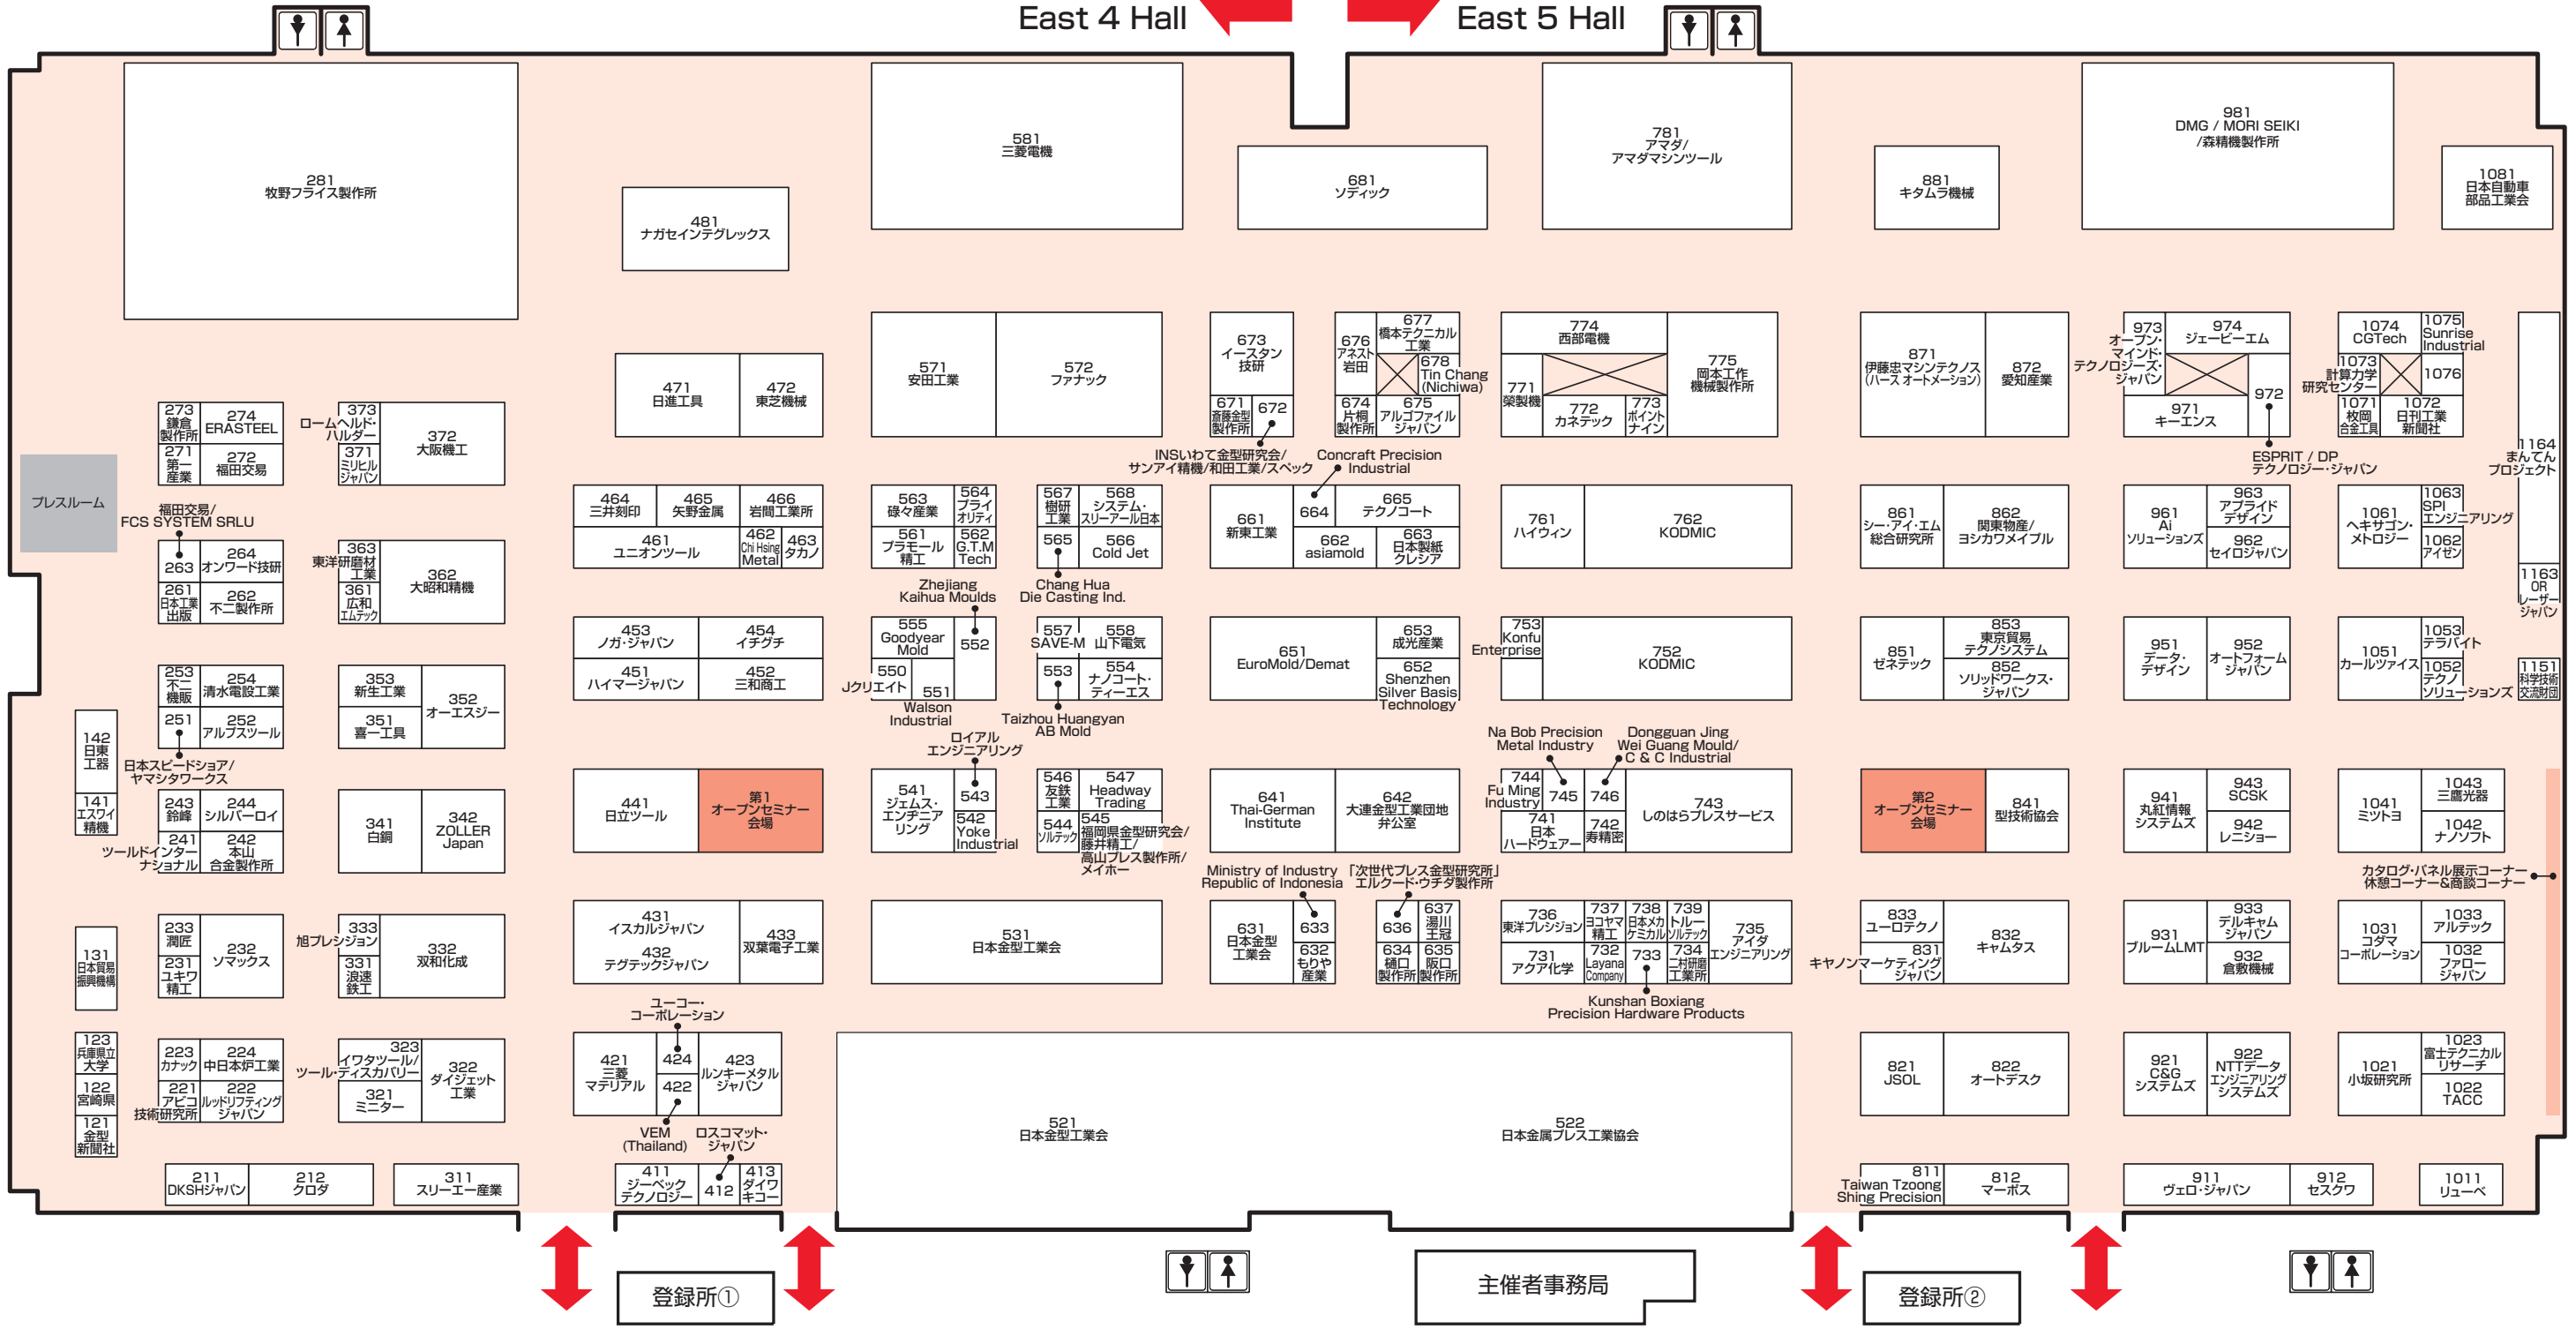 East 4 Hall
East 5 Hall
281
牧野フライス製作所
481
ナガセインテグレックス
581
三菱電機
681
ソディック
781
アマダ/
アマダマシンツール
881
キタムラ機械
981
DMG / MORI SEIKI
/森精機製作所
1081
日本自動車
部品工業会
273
鎌倉
製作所
274
ERASTEEL
271
第一
産業
272
福田交易
373
ロームヘルド・
ハルダー
371
ミリヒル
ジャパン
372
大阪機工
471
日進工具
472
東芝機械
571
安田工業
572
ファナック
673
イースタン
技研
671
斎藤金型
製作所
672
INSいわて金型研究会/
サンアイ精機/和田工業/スペック
676
アネスト
岩田
677
橋本テクニカル
工業
678
Tin Chang
(Nichiwa)
674
片桐
製作所
675
アルゴファイル
ジャパン
774
西部電機
771
榮製機
772
カネテック
773
ポイント
ナイン
775
岡本工作
機械製作所
871
伊藤忠マシンテクノス
(ハース オートメーション)
872
愛知産業
973
オープン・
マインド・
テクノロジーズ・
ジャパン
974
ジェービーエム
971
キーエンス
972
ESPRIT / DP
テクノロジー・ジャパン
1074
CGTech
1075
Sunrise
Industrial
1073
計算力学
研究センター
1076
1071
枚岡
合金工具
1072
日刊工業
新聞社
1164
まんてん
プロジェクト
プレスルーム
福田交易/
FCS SYSTEM SRLU
263
264
オンワード技研
261
日本工業
出版
262
不二製作所
363
東洋研磨材
工業
361
広和
エムテック
362
大昭和精機
464
三井刻印
465
矢野金属
466
岩間工業所
461
ユニオンツール
462
Chi Hsing
Metal
463
タカノ
563
碌々産業
564
プライ
オリティ
561
プラモール
精工
562
G.T.M
Tech
567
樹研
工業
568
システム・
スリーアール日本
565
566
Cold Jet
Chang Hua
Die Casting Ind.
Concraft Precision
Industrial
661
新東工業
664
665
テクノコート
662
asiamold
663
日本製紙
クレシア
761
ハイウィン
762
KODMIC
861
シー・アイ・エム
総合研究所
862
関東物産/
ヨシカワメイプル
961
Ai
ソリューションズ
963
アプライド
デザイン
962
セイロジャパン
1061
ヘキサゴン・
メトロジー
1063
SPI
エンジニアリング
1062
アイゼン
1163
OR
レーザー
ジャパン
253
不二
機販
254
清水電設工業
251
252
アルプスツール
日本スピードショア/
ヤマシタワークス
353
新生工業
351
喜一工具
352
オーエスジー
453
ノガ・ジャパン
454
イチグチ
451
ハイマージャパン
452
三和商工
Zhejiang
Kaihua Moulds
555
Goodyear
Mold
552
550
Jクリエイト
551
Walson
Industrial
557
SAVE-M
558
山下電気
553
554
ナノコート・
ティーエス
Taizhou Huangyan
AB Mold
651
EuroMold/Demat
653
成光産業
652
Shenzhen
Silver Basis
Technology
753
Konfu
Enterprise
752
KODMIC
851
ゼネテック
853
東京貿易
テクノシステム
852
ソリッドワークス・
ジャパン
951
データ・
デザイン
952
オートフォーム
ジャパン
1051
カールツァイス
1053
テラバイト
1052
テクノ
ソリューションズ
1151
科学技術
交流財団
142
日東
工器
141
エスワイ
精機
243
鈴峰
244
シルバーロイ
241
ツールドインター
ナショナル
242
本山
合金製作所
341
白銅
342
ZOLLER
Japan
441
日立ツール
第1
オープンセミナー
会場
ロイアル
エンジニアリング
541
ジェムス・
エンヂニア
リング
543
542
Yoke
Industrial
546
友鉄
工業
547
Headway
Trading
544
ソルテック
545
福岡県金型研究会/
藤井精工/
高山プレス製作所/
メイホー
641
Thai-German
Institute
642
大連金型工業団地
弁公室
Na Bob Precision
Metal Industry
Dongguan Jing
Wei Guang Mould/
C & C Industrial
744
Fu Ming
Industry
745
746
741
日本
ハードウェアー
742
寿精密
743
しのはらプレスサービス
第2
オープンセミナー
会場
841
型技術協会
941
丸紅情報
システムズ
943
SCSK
942
レニショー
1041
ミツトヨ
1043
三鷹光器
1042
ナノソフト
カタログ・パネル展示コーナー
休憩コーナー&商談コーナー
131
日本貿易
振興機構
233
潤匠
231
ユキワ
精工
232
ソマックス
333
旭プレシジョン
331
浪速
鉄工
332
双和化成
431
イスカルジャパン
432
テグテックジャパン
433
双葉電子工業
531
日本金型工業会
Ministry of Industry
Republic of Indonesia
631
日本金型
工業会
633
632
もりや
産業
「次世代プレス金型研究所」
エルクード・ウチダ製作所
636
637
湯川
王冠
634
樋口
製作所
635
阪口
製作所
736
東洋プレシジョン
737
ヨコヤマ
精工
738
日本メカ
ケミカル
739
トルー
ソルテック
731
アクア化学
732
Layana
Company
733
734
二村研磨
工業所
735
アイダ
エンジニアリング
Kunshan Boxiang
Precision Hardware Products
833
ユーロテクノ
831
キヤノンマーケティング
ジャパン
832
キャムタス
931
ブルームLMT
933
デルキャム
ジャパン
932
倉敷機械
1031
コダマ
コーポレーション
1033
アルテック
1032
ファロー
ジャパン
123
兵庫県立
大学
122
宮崎県
121
金型
新聞社
223
カナック
224
中日本炉工業
221
アピコ
技術研究所
222
ルッドリフティング
ジャパン
323
イワタツール/
ツール・ディスカバリー
321
ミニター
322
ダイジェット
工業
ユーコー・
コーポレーション
421
三菱
マテリアル
424
422
423
ルンキーメタル
ジャパン
VEM
(Thailand)
ロスコマット・
ジャパン
521
日本金型工業会
522
日本金属プレス工業協会
821
JSOL
822
オートデスク
921
C&G
システムズ
922
NTTデータ
エンジニアリング
システムズ
1021
小坂研究所
1023
富士テクニカル
リサーチ
1022
TACC
211
DKSHジャパン
212
クロダ
311
スリーエー産業
411
ジーベック
テクノロジー
412
413
ダイワ
キコー
811
Taiwan Tzoong
Shing Precision
812
マーポス
911
ヴェロ・ジャパン
912
セスクワ
1011
リューベ
登録所①
主催者事務局
登録所②